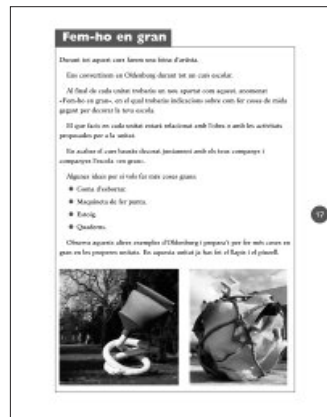 Fem-ho en gran
Durant tot aquest curs farem una feina d'artista.
Ens convertirem en Oldenburg durant tot un curs escolar.
Al final de cada unitat trobaràs un nou apartat com aquest, anomenat
«Fem-ho en gran», en el qual trobaràs indicacions sobre com fer coses de mida
gegant per decorar la teva escola.
El que facis en cada unitat estarà relacionat amb l'obra o amb les activitats
proposades per a la unitat.
En acabar el curs hauràs decorat juntament amb els teus companys i
companyes l'escola «en gran».
Algunes idees per si vols fer més coses grans:
Goma d'esborrar.
Maquineta de fer punta.
Estoig.
Quaderns.
Observa aquests altres exemples d'Oldenburg i prepara't per fer més coses en
gran en les properes unitats. En aquesta unitat ja has fet el llapis i el pinzell.
17